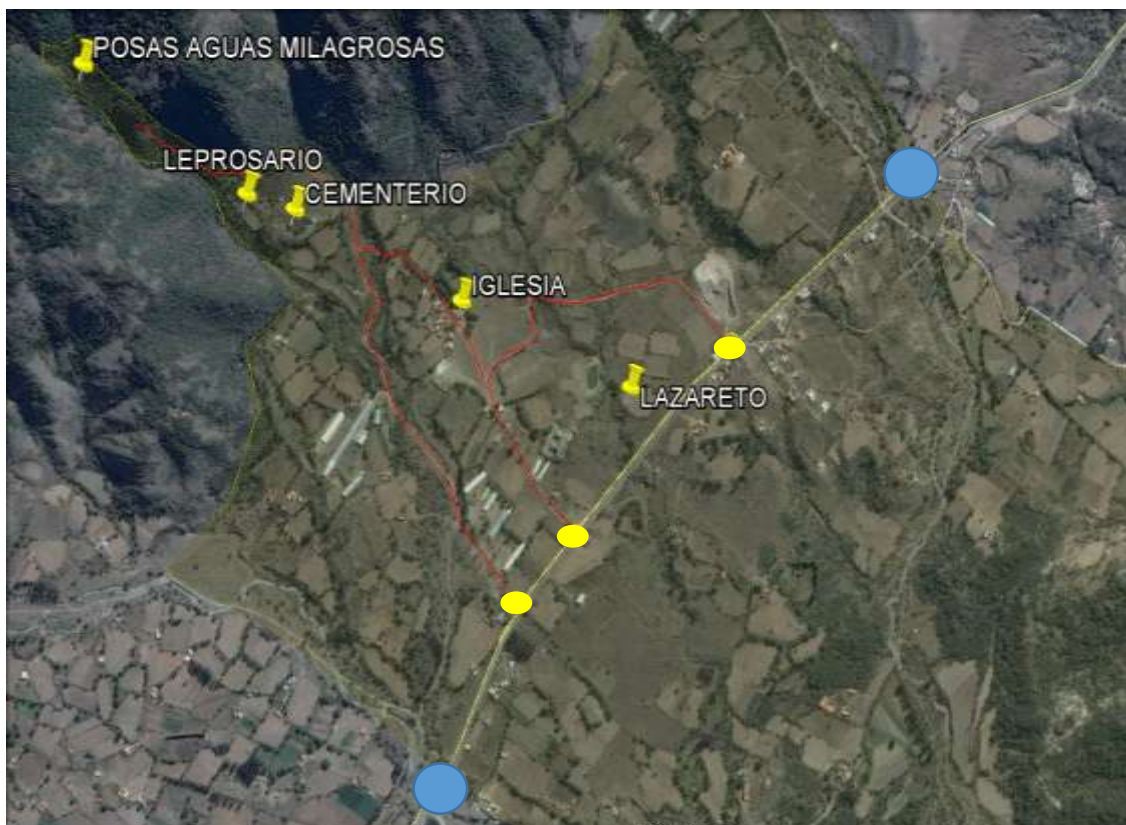 POSAS AGUAS MILAGROSAS
LEPROSARIO
CEMENTERIO
IGLESIA
LAZARETO